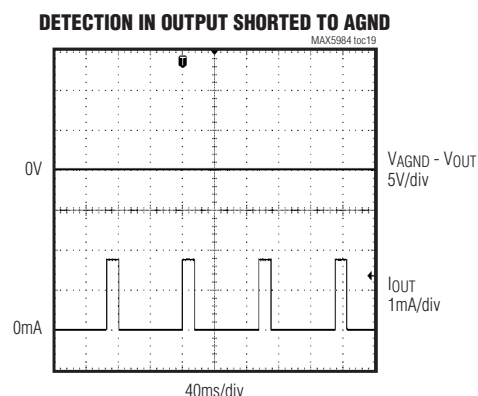 DETECTION IN OUTPUT SHORTED TO AGND
MAX5984 toc19
T
0V
VAGND - VOUT
5V/div
IOUT
1mA/div
0mA
40ms/div